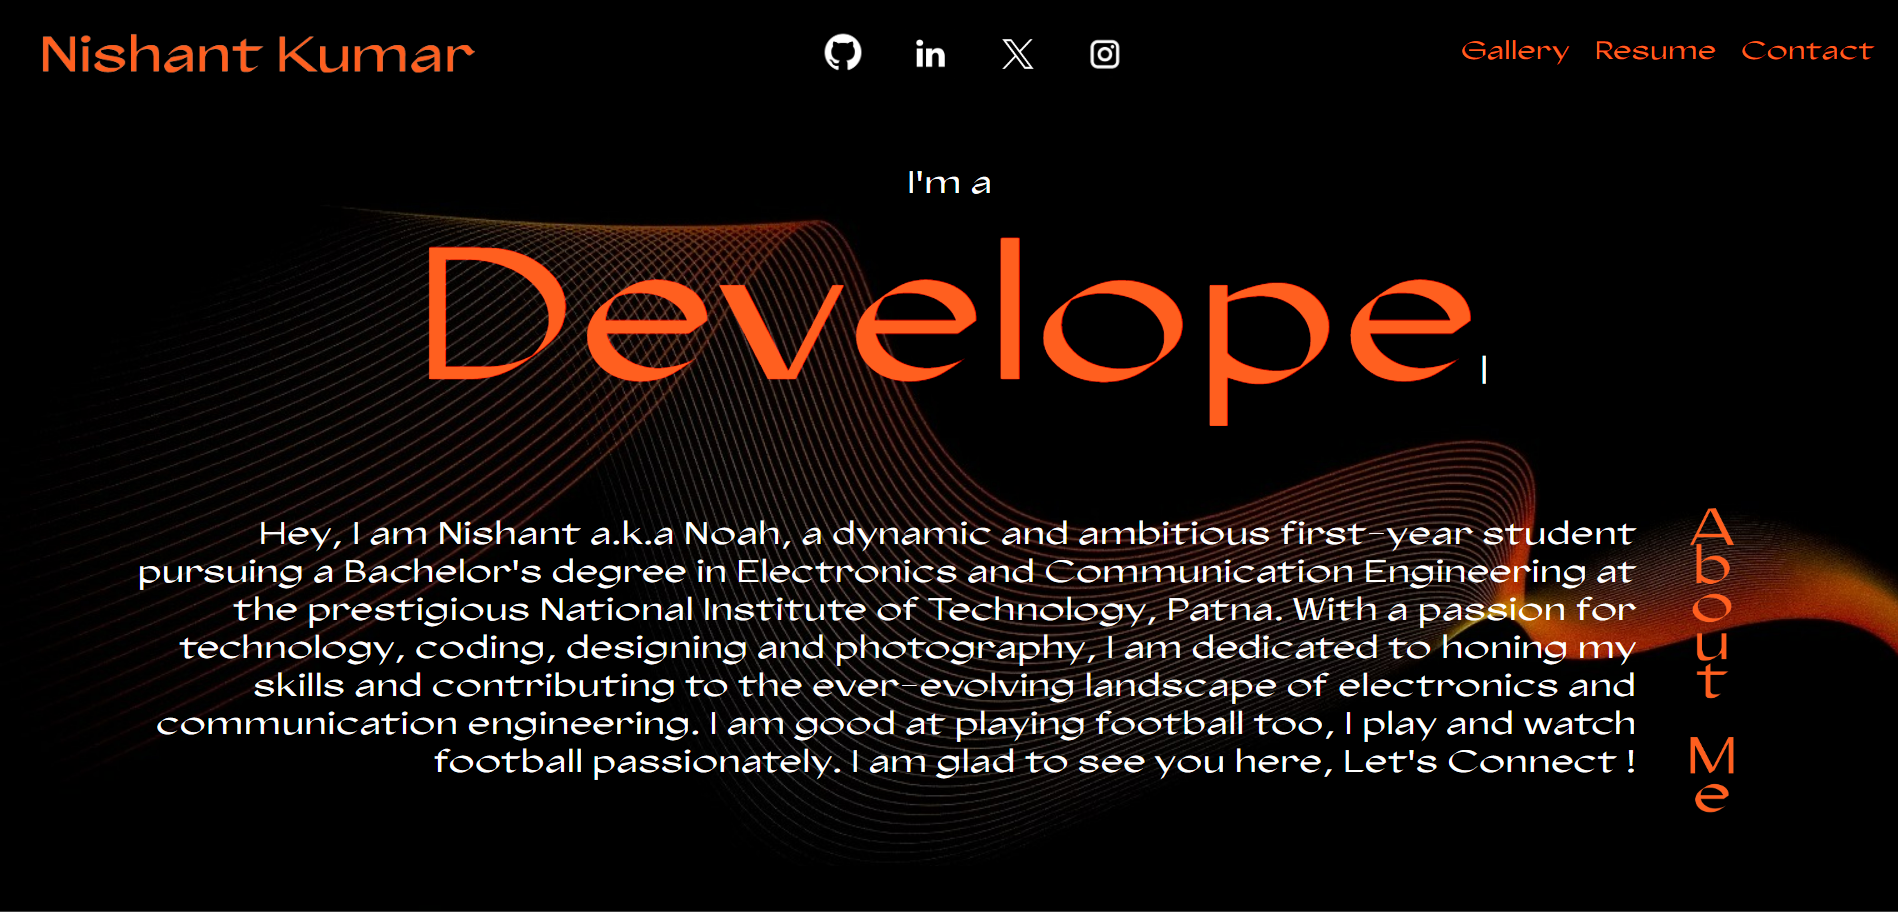 Nishant Kumar
in
X
Gallery Resume Contact
I'm a
Develope
Hey, I am Nishant a.k.a Noah, a dynamic and ambitious first-year student
pursuing a Bachelor's degree in Electronics and Communication Engineering at
the prestigious National Institute of Technology, Patna. With a passion for
technology, coding, designing and photography, I am dedicated to honing my
skills and contributing to the ever-evolving landscape of electronics and
communication engineering. I am good at playing football too, I play and watch
football passionately. I am glad to see you here, Let's Connect !
About Me